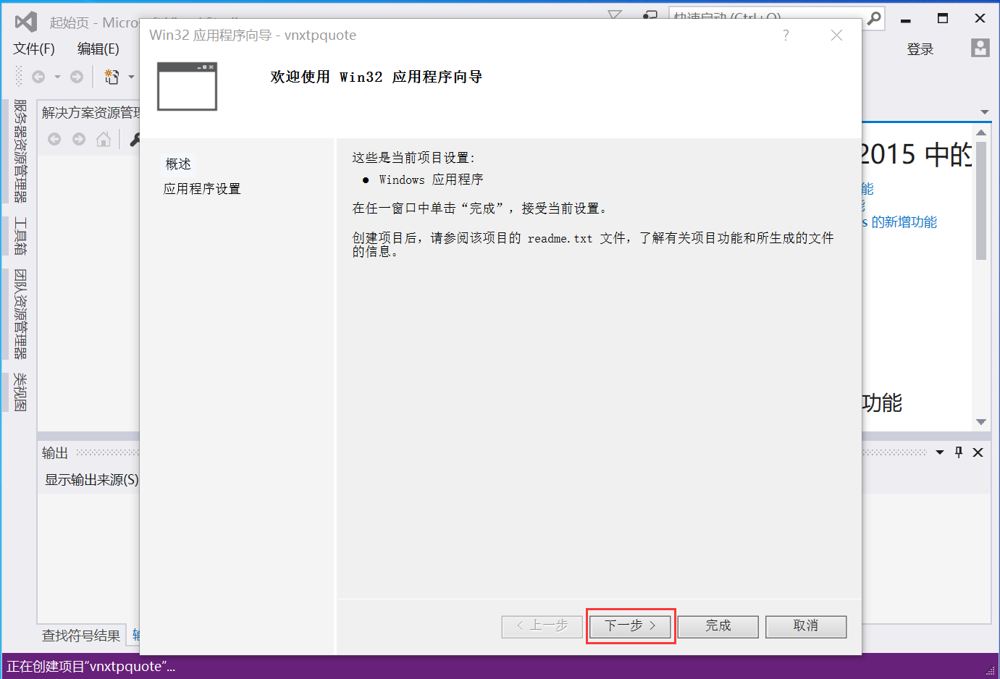 起始页 - Micro
快速启动 (Ctrl+Q)
文件(F) 编辑(E)
登录
服务器资源管理器
工具箱
团队资源管理器
类视图
解决方案资源管理
Win32 应用程序向导 - vnxtpquote
?
欢迎使用 Win32 应用程序向导
概述
应用程序设置
这些是当前项目设置:
● Windows 应用程序
在任一窗口中单击“完成”，接受当前设置。
创建项目后，请参阅该项目的 readme.txt 文件，了解有关项目功能和所生成的文件
的信息。
< 上一步 下一步 > 完成 取消
2015 中的
能
s 的新增功能
功能
输出
显示输出来源(S)
查找符号结果
正在创建项目“vnxtpquote”...